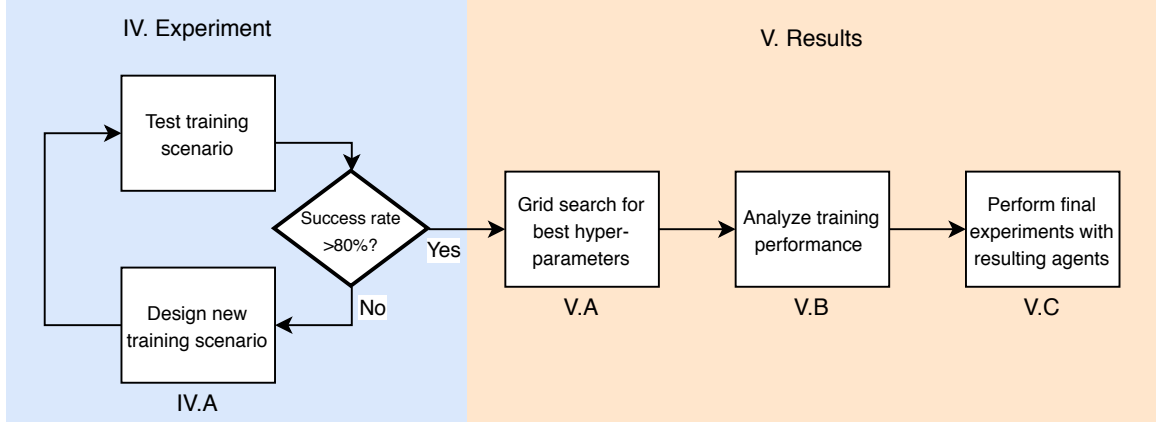 IV. Experiment
V. Results
Test training
scenario
Success rate
>80%?
Yes
No
Design new
training scenario
IV.A
Grid search for
best hyper-
parameters
V.A
Analyze training
performance
V.B
Perform final
experiments with
resulting agents
V.C